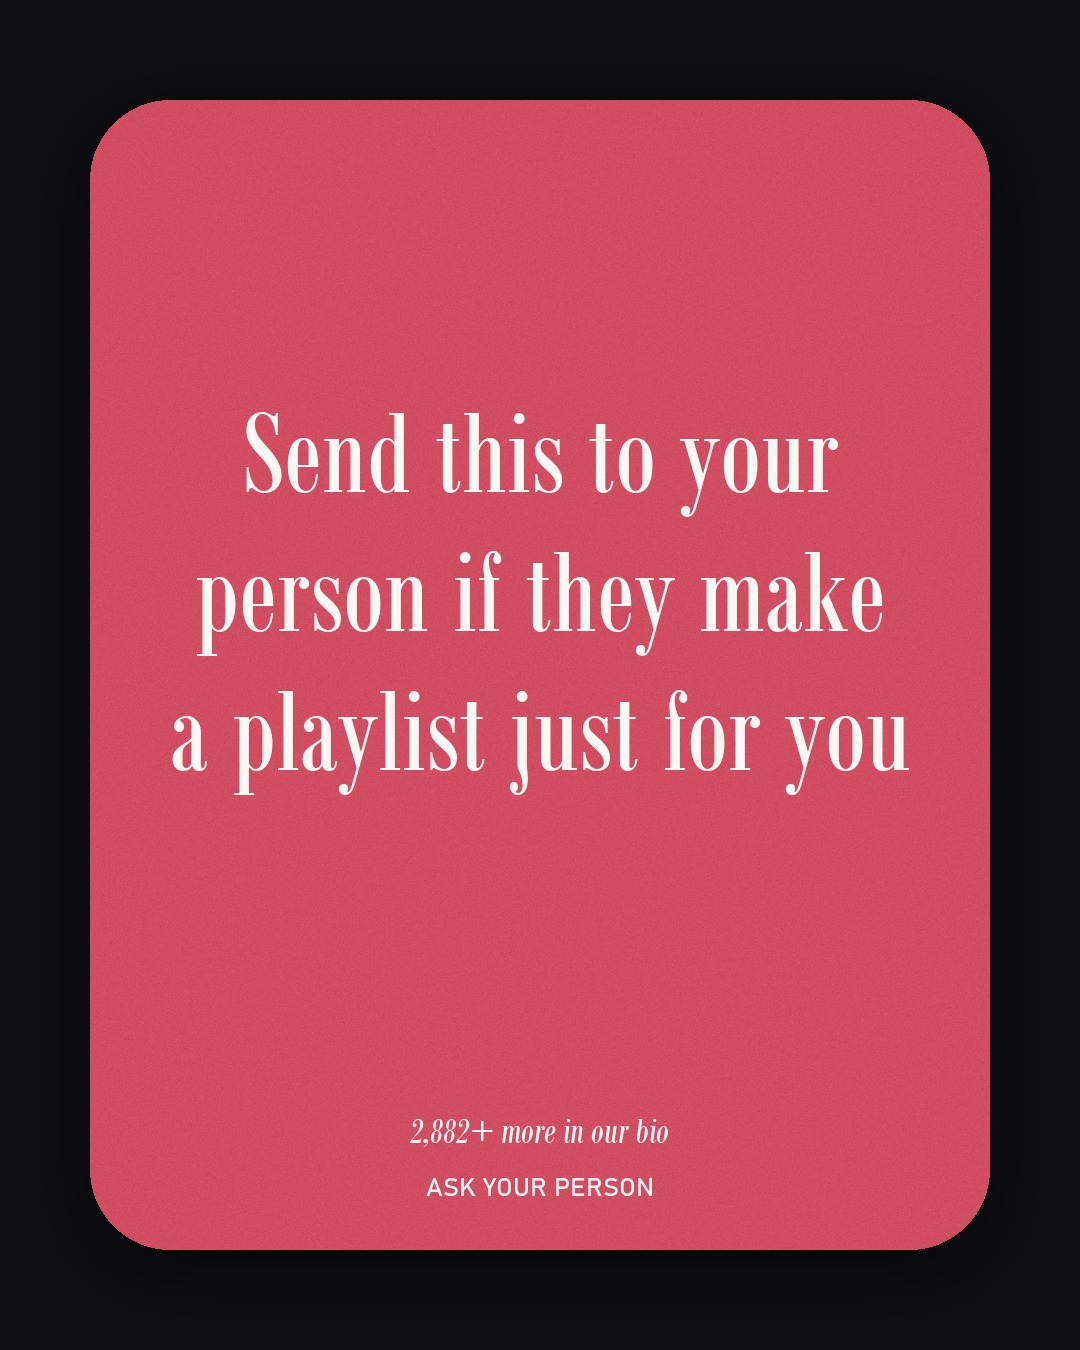 Send this to your
person if they make
a playlist just for you
2,882+ more in our bio
ASK YOUR PERSON